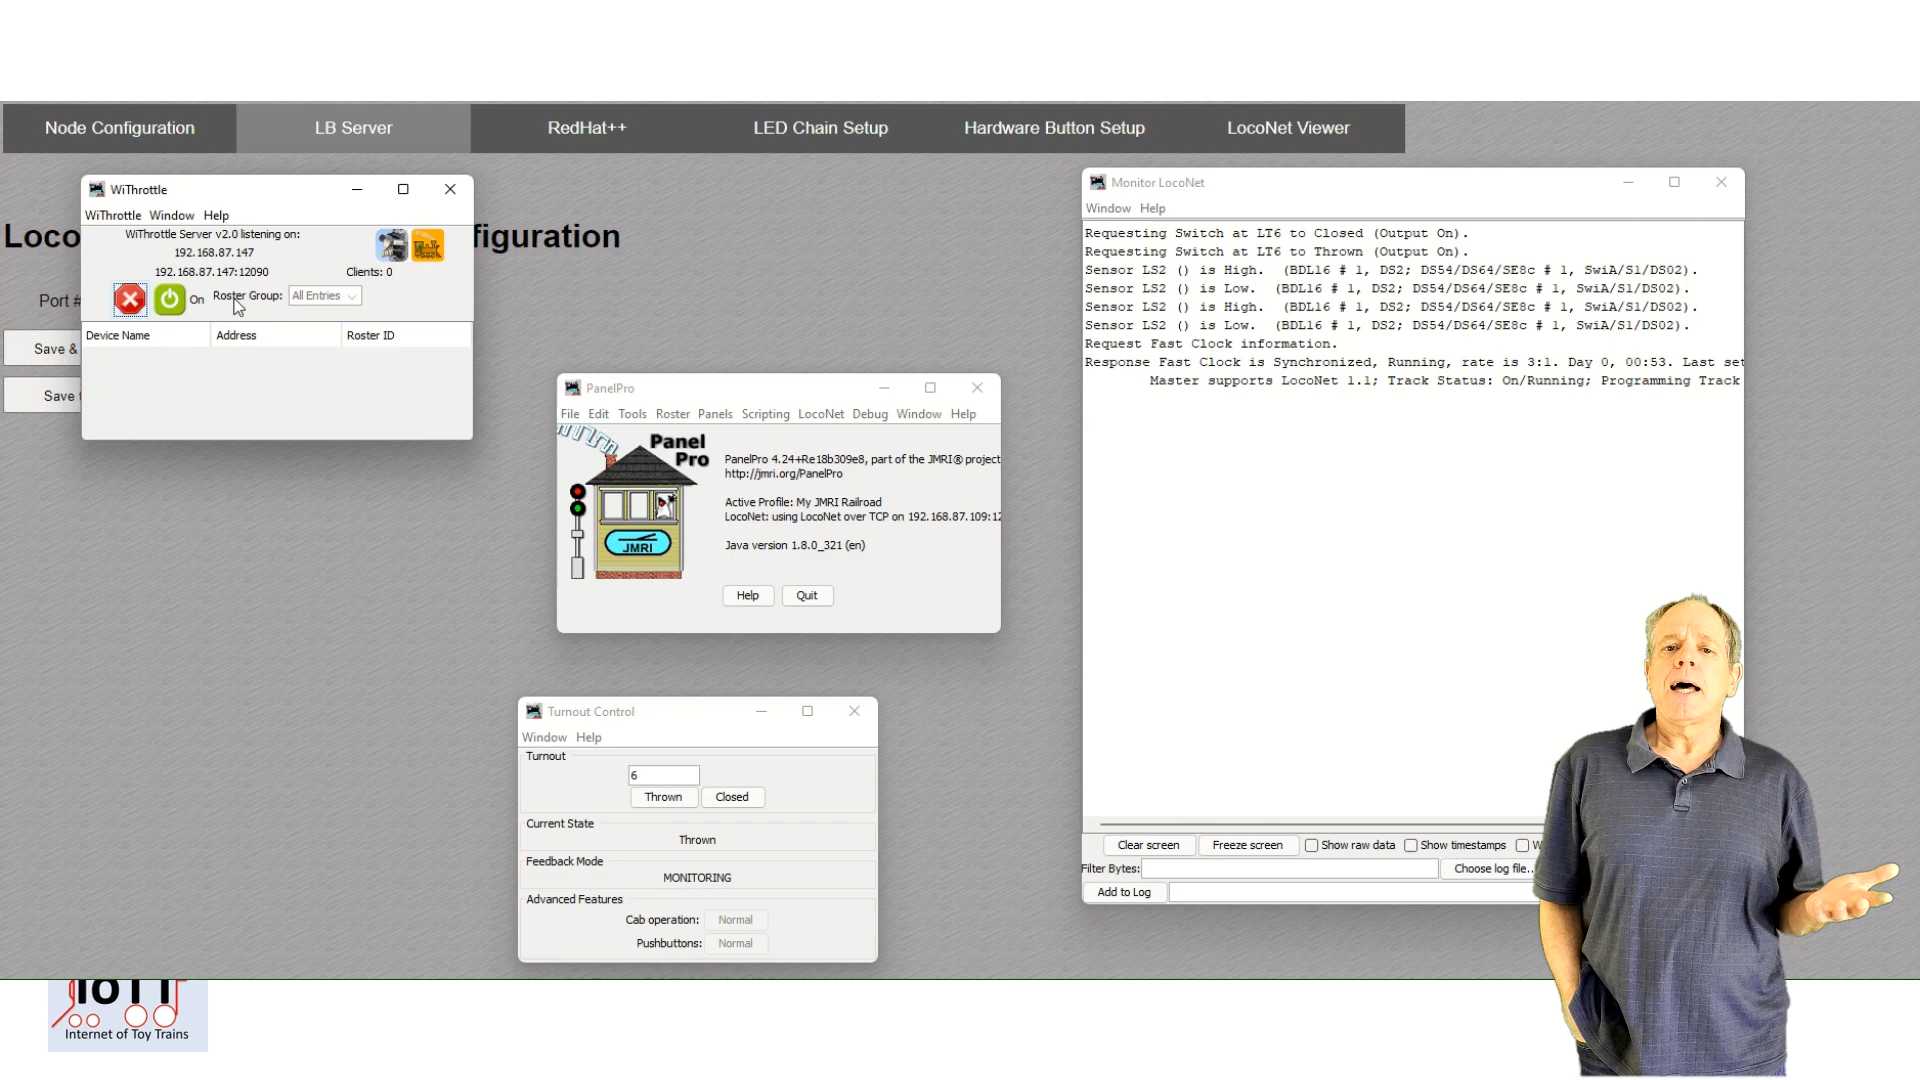 Node Configuration
LB Server
RedHat++
LED Chain Setup
Hardware Button Setup
LocoNet Viewer
Loco
figuration
Port #
Save &
Save
WiThrottle
WiThrottle Window Help
WiThrottle Server v2.0 listening on:
192.168.87.147
192.168.87.147:12090
Clients: 0
On
Roster Group:
All Entries
Device Name
Address
Roster ID
PanelPro
File Edit Tools Roster Panels Scripting LocoNet Debug Window Help
Panel
Pro
JMRI
PanelPro 4.24+Re18b309e8, part of the JMRI® project
http://jmri.org/PanelPro
Active Profile: My JMRI Railroad
LocoNet: using LocoNet over TCP on 192.168.87.109:12
Java version 1.8.0_321 (en)
Help
Quit
Turnout Control
Window Help
Turnout
6
Thrown
Closed
Current State
Thrown
Feedback Mode
MONITORING
Advanced Features
Cab operation: Normal
Pushbuttons: Normal
Monitor LocoNet
Window Help
Requesting Switch at LT6 to Closed (Output On).
Requesting Switch at LT6 to Thrown (Output On).
Sensor LS2 () is High. (BDL16 # 1, DS2; DS54/DS64/SE8c # 1, SwiA/S1/DS02).
Sensor LS2 () is Low. (BDL16 # 1, DS2; DS54/DS64/SE8c # 1, SwiA/S1/DS02).
Sensor LS2 () is High. (BDL16 # 1, DS2; DS54/DS64/SE8c # 1, SwiA/S1/DS02).
Sensor LS2 () is Low. (BDL16 # 1, DS2; DS54/DS64/SE8c # 1, SwiA/S1/DS02).
Request Fast Clock information.
Response Fast Clock is Synchronized, Running, rate is 3:1. Day 0, 00:53. Last set
Master supports LocoNet 1.1; Track Status: On/Running; Programming Track
Clear screen
Freeze screen
Show raw data
Show timestamps
W
Filter Bytes:
Choose log file..
Add to Log
IoTT
Internet of Toy Trains